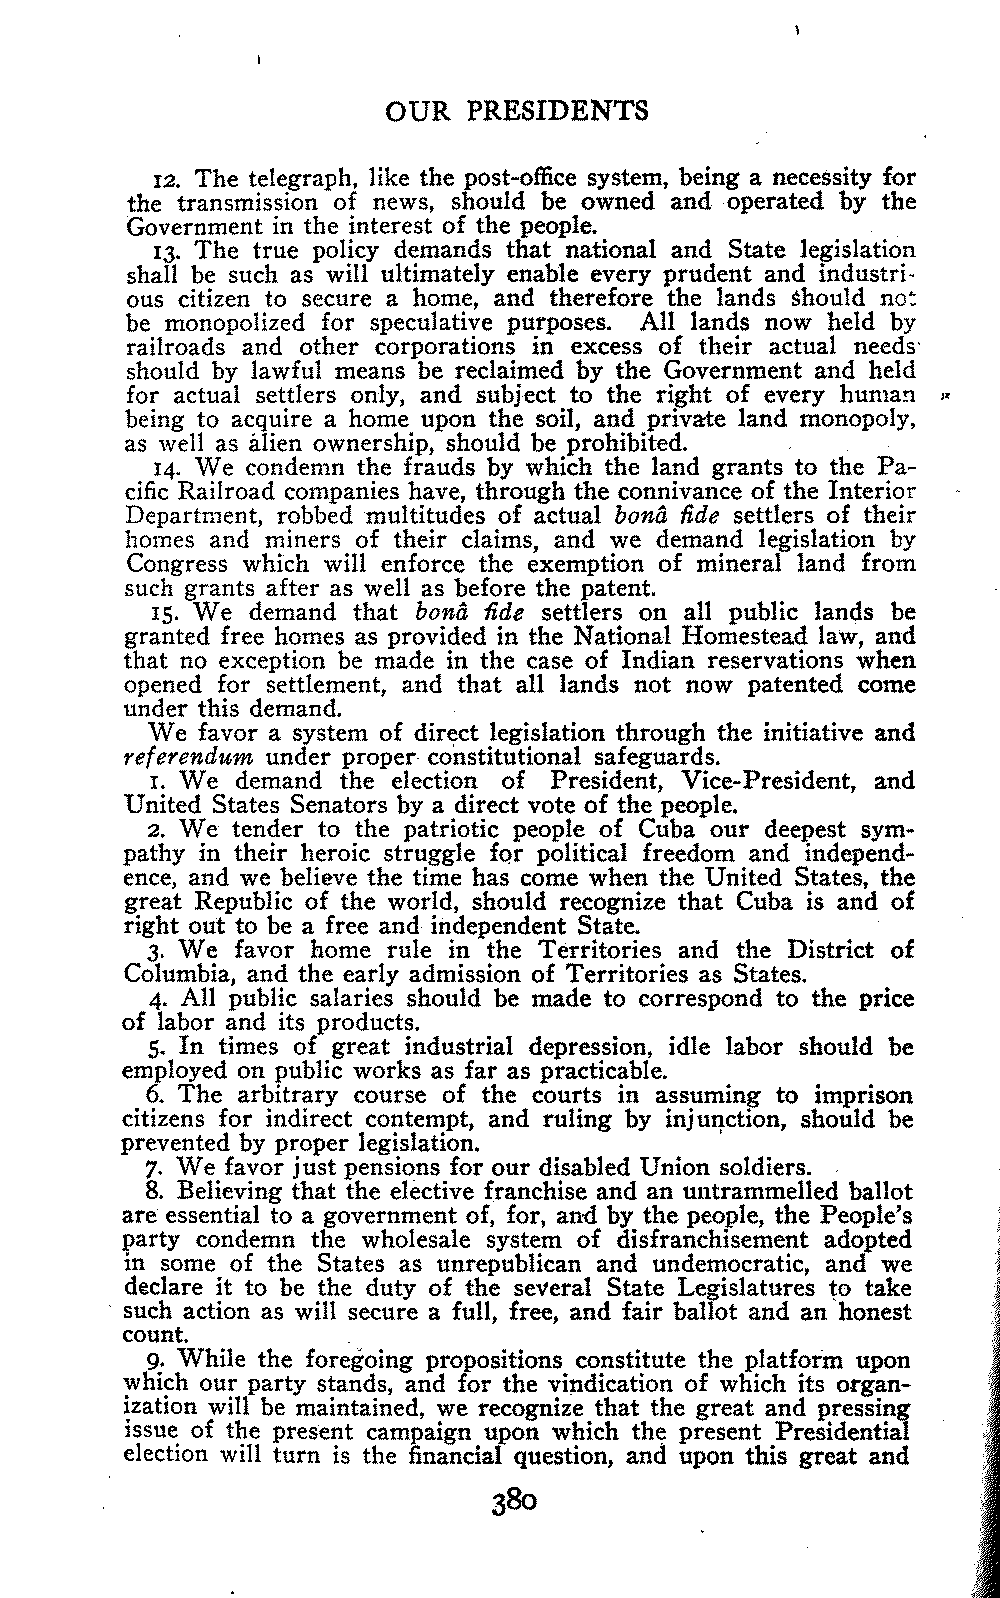 OUR PRESIDENTS
12. The telegraph, like the post-office system, being a necessity for
the transmission of news, should be owned and operated by the
Government in the interest of the people.
13. The true policy demands that national and State legislation
shall be such as will ultimately enable every prudent and industri-
ous citizen to secure a home, and therefore the lands should not
be monopolized for speculative purposes. All lands now held by
railroads and other corporations in excess of their actual needs
should by lawful means be reclaimed by the Government and held
for actual settlers only, and subject to the right of every human
being to acquire a home upon the soil, and private land monopoly,
as well as alien ownership, should be prohibited.
14. We condemn the frauds by which the land grants to the Pa-
cific Railroad companies have, through the connivance of the Interior
Department, robbed multitudes of actual bonâ fide settlers of their
homes and miners of their claims, and we demand legislation by
Congress which will enforce the exemption of mineral land from
such grants after as well as before the patent.
15. We demand that bonâ fide settlers on all public lands be
granted free homes as provided in the National Homestead law, and
that no exception be made in the case of Indian reservations when
opened for settlement, and that all lands not now patented come
under this demand.
We favor a system of direct legislation through the initiative and
referendum under proper constitutional safeguards.
1. We demand the election of President, Vice-President, and
United States Senators by a direct vote of the people.
2. We tender to the patriotic people of Cuba our deepest sym-
pathy in their heroic struggle for political freedom and independ-
ence, and we believe the time has come when the United States, the
great Republic of the world, should recognize that Cuba is and of
right out to be a free and independent State.
3. We favor home rule in the Territories and the District of
Columbia, and the early admission of Territories as States.
4. All public salaries should be made to correspond to the price
of labor and its products.
5. In times of great industrial depression, idle labor should be
employed on public works as far as practicable.
6. The arbitrary course of the courts in assuming to imprison
citizens for indirect contempt, and ruling by injunction, should be
prevented by proper legislation.
7. We favor just pensions for our disabled Union soldiers.
8. Believing that the elective franchise and an untrammelled ballot
are essential to a government of, for, and by the people, the People's
party condemn the wholesale system of disfranchisement adopted
in some of the States as unrepublican and undemocratic, and we
declare it to be the duty of the several State Legislatures to take
such action as will secure a full, free, and fair ballot and an honest
count.
9. While the foregoing propositions constitute the platform upon
which our party stands, and for the vindication of which its organ-
ization will be maintained, we recognize that the great and pressing
issue of the present campaign upon which the present Presidential
election will turn is the financial question, and upon this great and
380